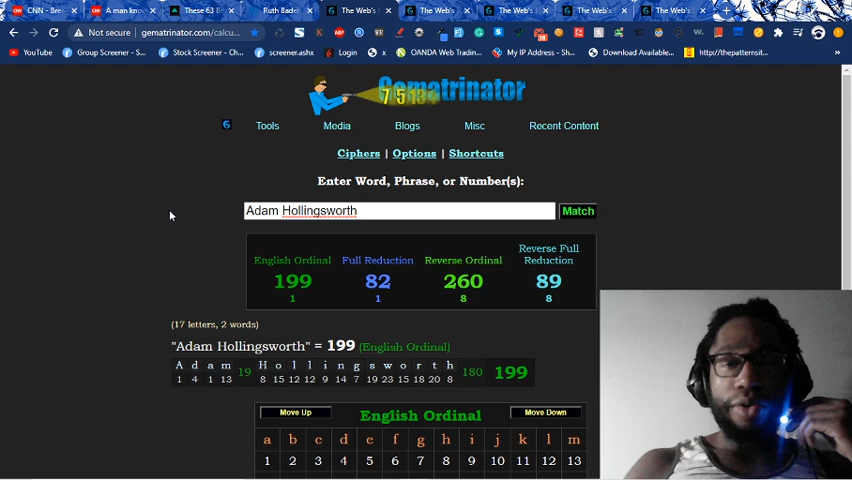 CNN - Bre
A man kno
These 63 B
Ruth Bader
The Web's
The Web's
The Web's
The Web's
The Web's
Not secure | gematrinator.com/calcu...
YouTube Group Screener - S... Stock Screener - Ch... screener.ashx Login x OANDA Web Tradin... My IP Address - Sh... Download Available... http://thepatternsit...
Gematrinator
7 5 13
6 Tools Media Blogs Misc Recent Content
Ciphers | Options | Shortcuts
Enter Word, Phrase, or Number(s):
Adam Hollingsworth Match
English Ordinal Full Reduction Reverse Ordinal Reverse Full Reduction
199 82 260 89
1 1 8 8
(17 letters, 2 words)
"Adam Hollingsworth" = 199 (English Ordinal)
A d a m 19 H o l l i n g s w o r t h 180 199
1 4 1 13 8 15 12 12 9 14 7 19 23 15 18 20 8
Move Up English Ordinal Move Down
a b c d e f g h i j k l m
1 2 3 4 5 6 7 8 9 10 11 12 13